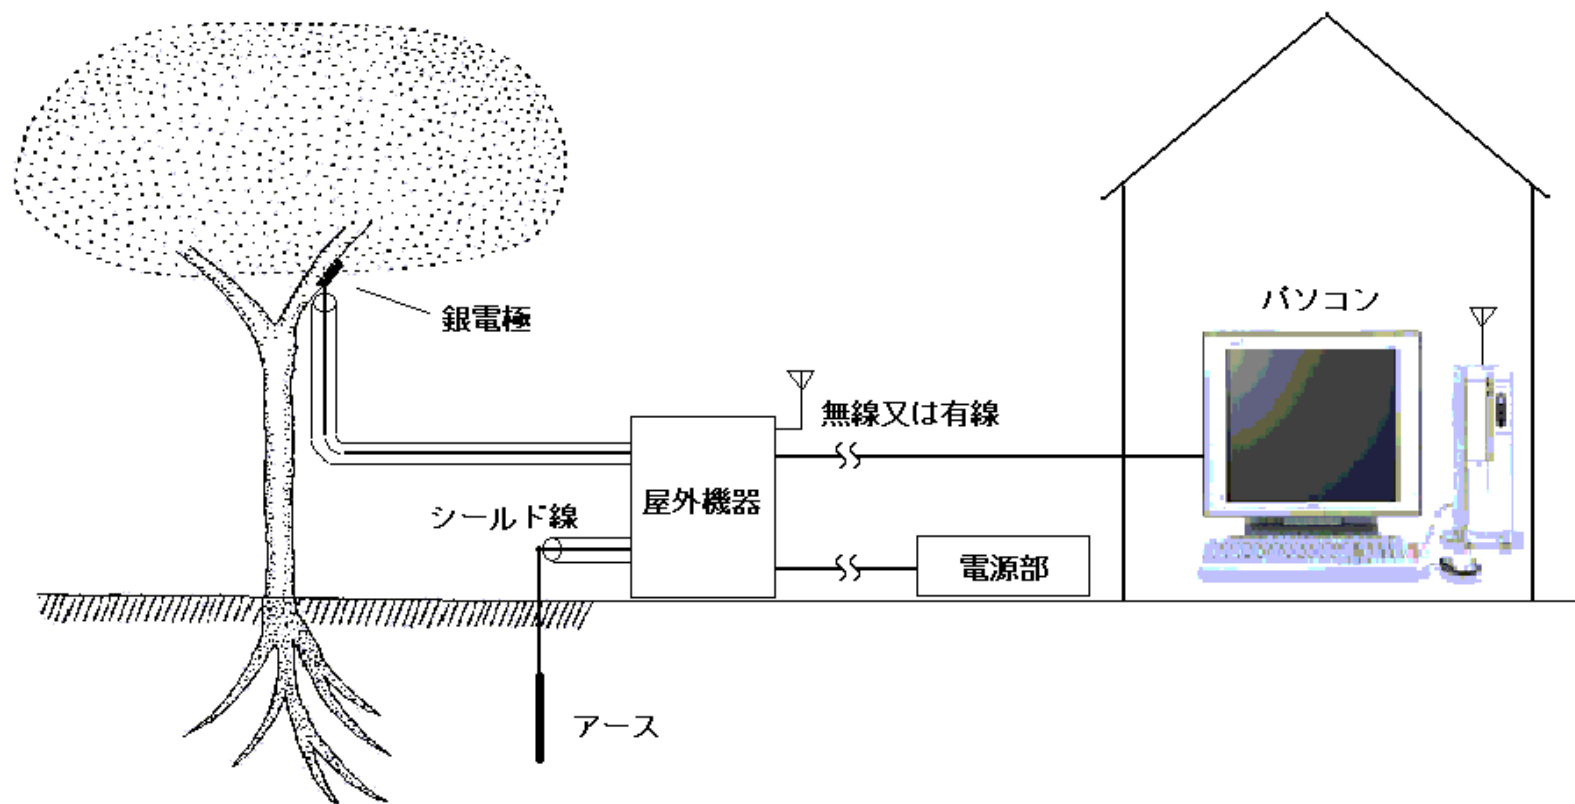 パソコン
銀電極
無線又は有線
屋外機器
シールド線
電源部
アース